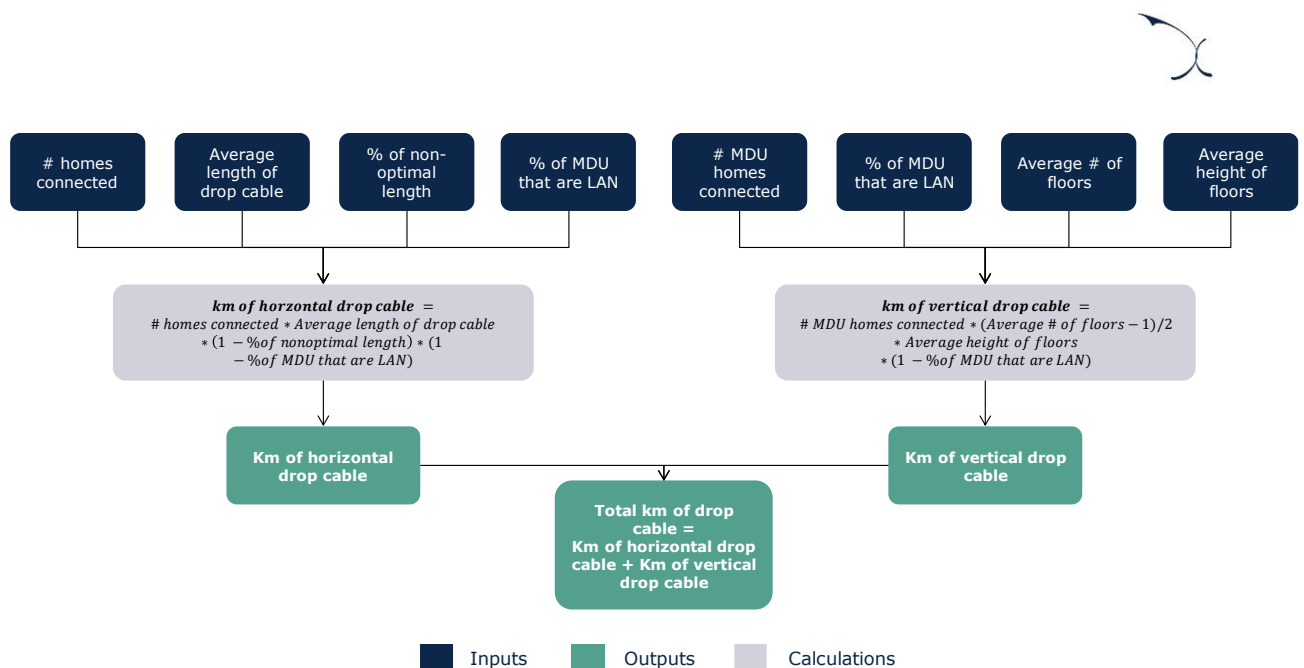 # homes
connected
Average
length of
drop cable
% of non-
optimal
length
% of MDU
that are LAN
# MDU
homes
connected
% of MDU
that are LAN
Average # of
floors
Average
height of
floors
km of horzontal drop cable =
# homes connected * Average length of drop cable
* (1 − %of nonoptimal length) * (1
− %of MDU that are LAN)
km of vertical drop cable =
# MDU homes connected * (Average # of floors − 1)/2
* Average height of floors
* (1 − %of MDU that are LAN)
Km of horizontal
drop cable
Km of vertical drop
cable
Total km of drop
cable =
Km of horizontal drop
cable + Km of vertical
drop cable
Inputs
Outputs
Calculations